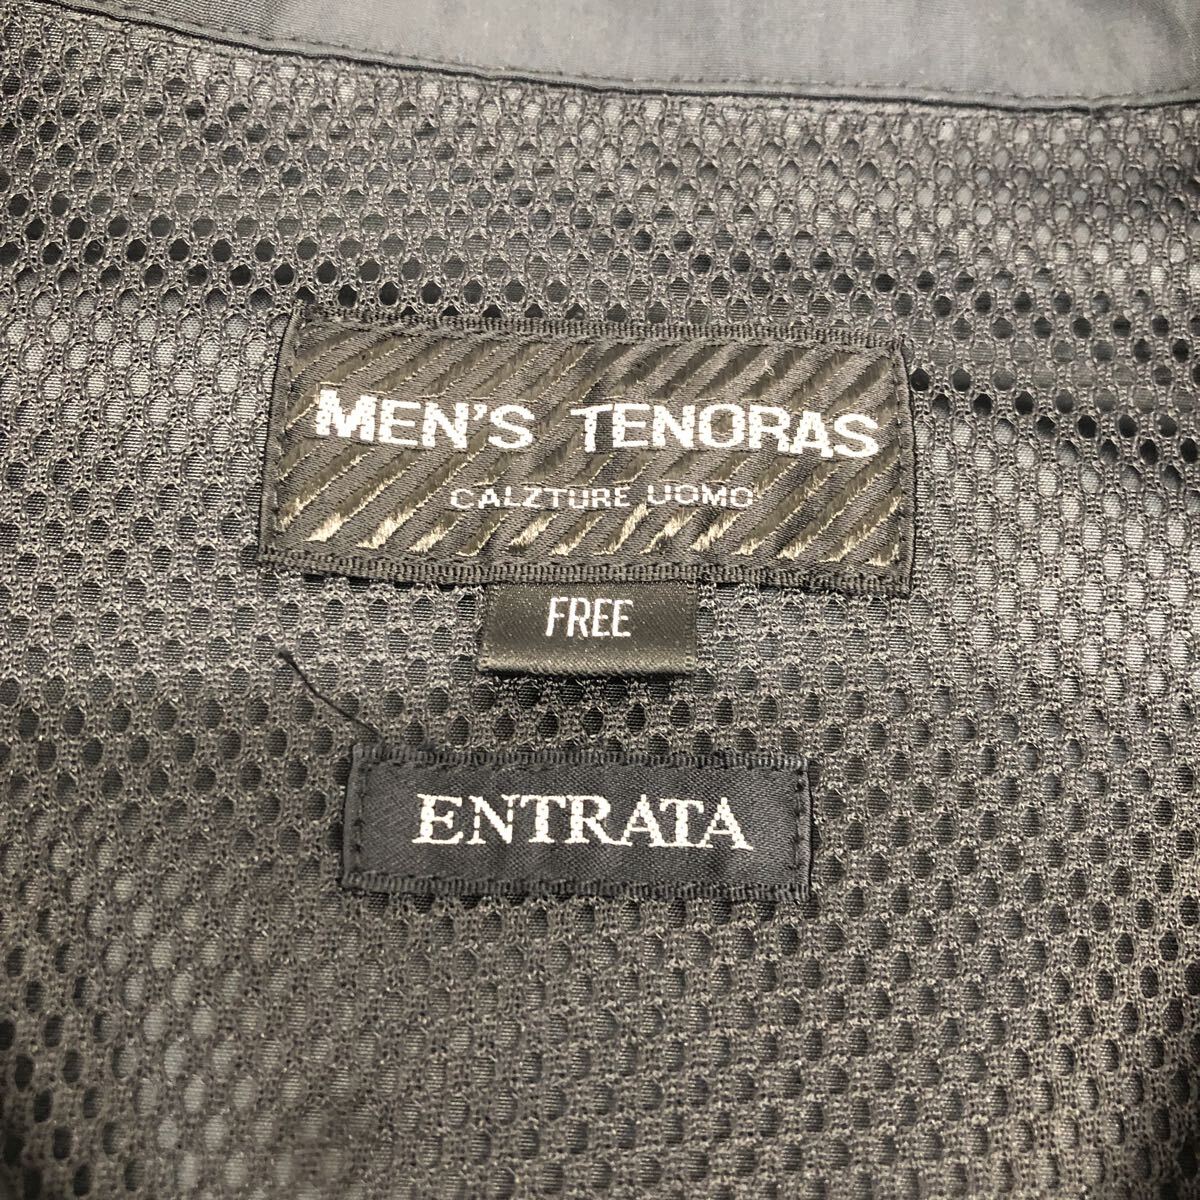 MEN'S TENORAS
CALZTURE UOMO
FREE
ENTRATA